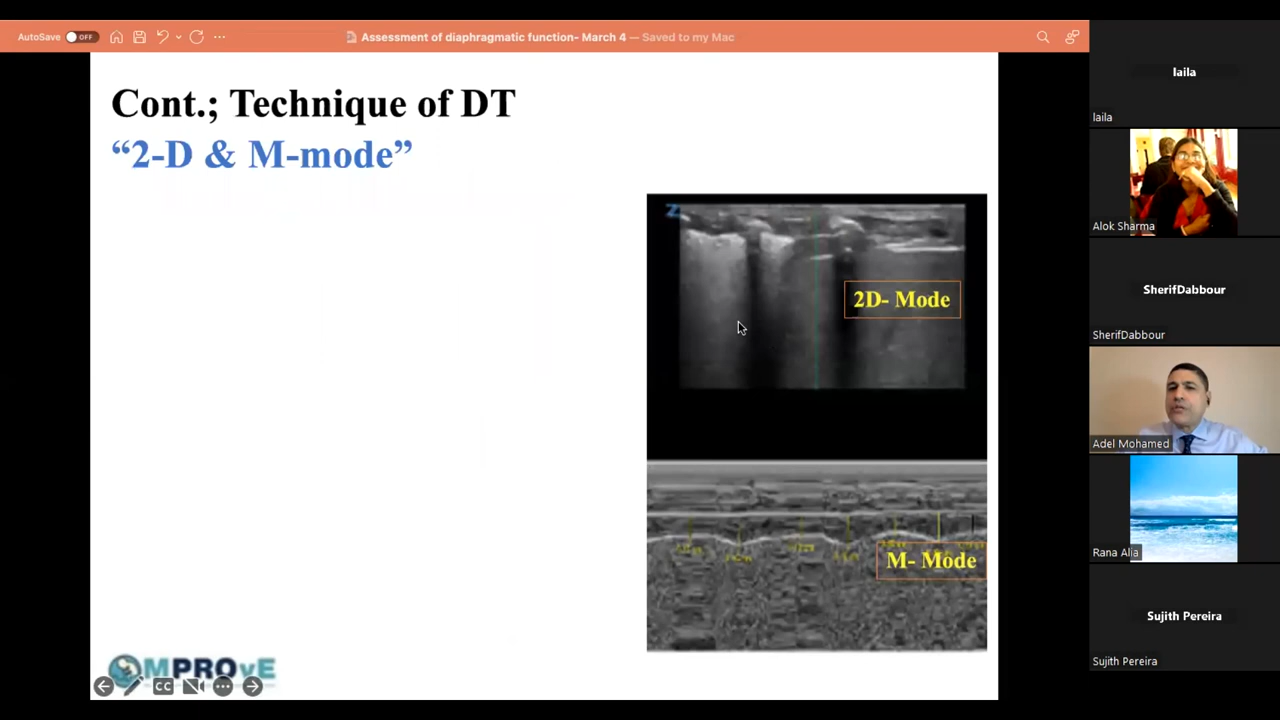 AutoSave OFF
Assessment of diaphragmatic function- March 4 — Saved to my Mac
Cont.; Technique of DT
“2-D & M-mode”
Z
2D- Mode
M- Mode
MPROvE
CC
laila
laila
Alok Sharma
SherifDabbour
SherifDabbour
Adel Mohamed
Rana Alia
Sujith Pereira
Sujith Pereira